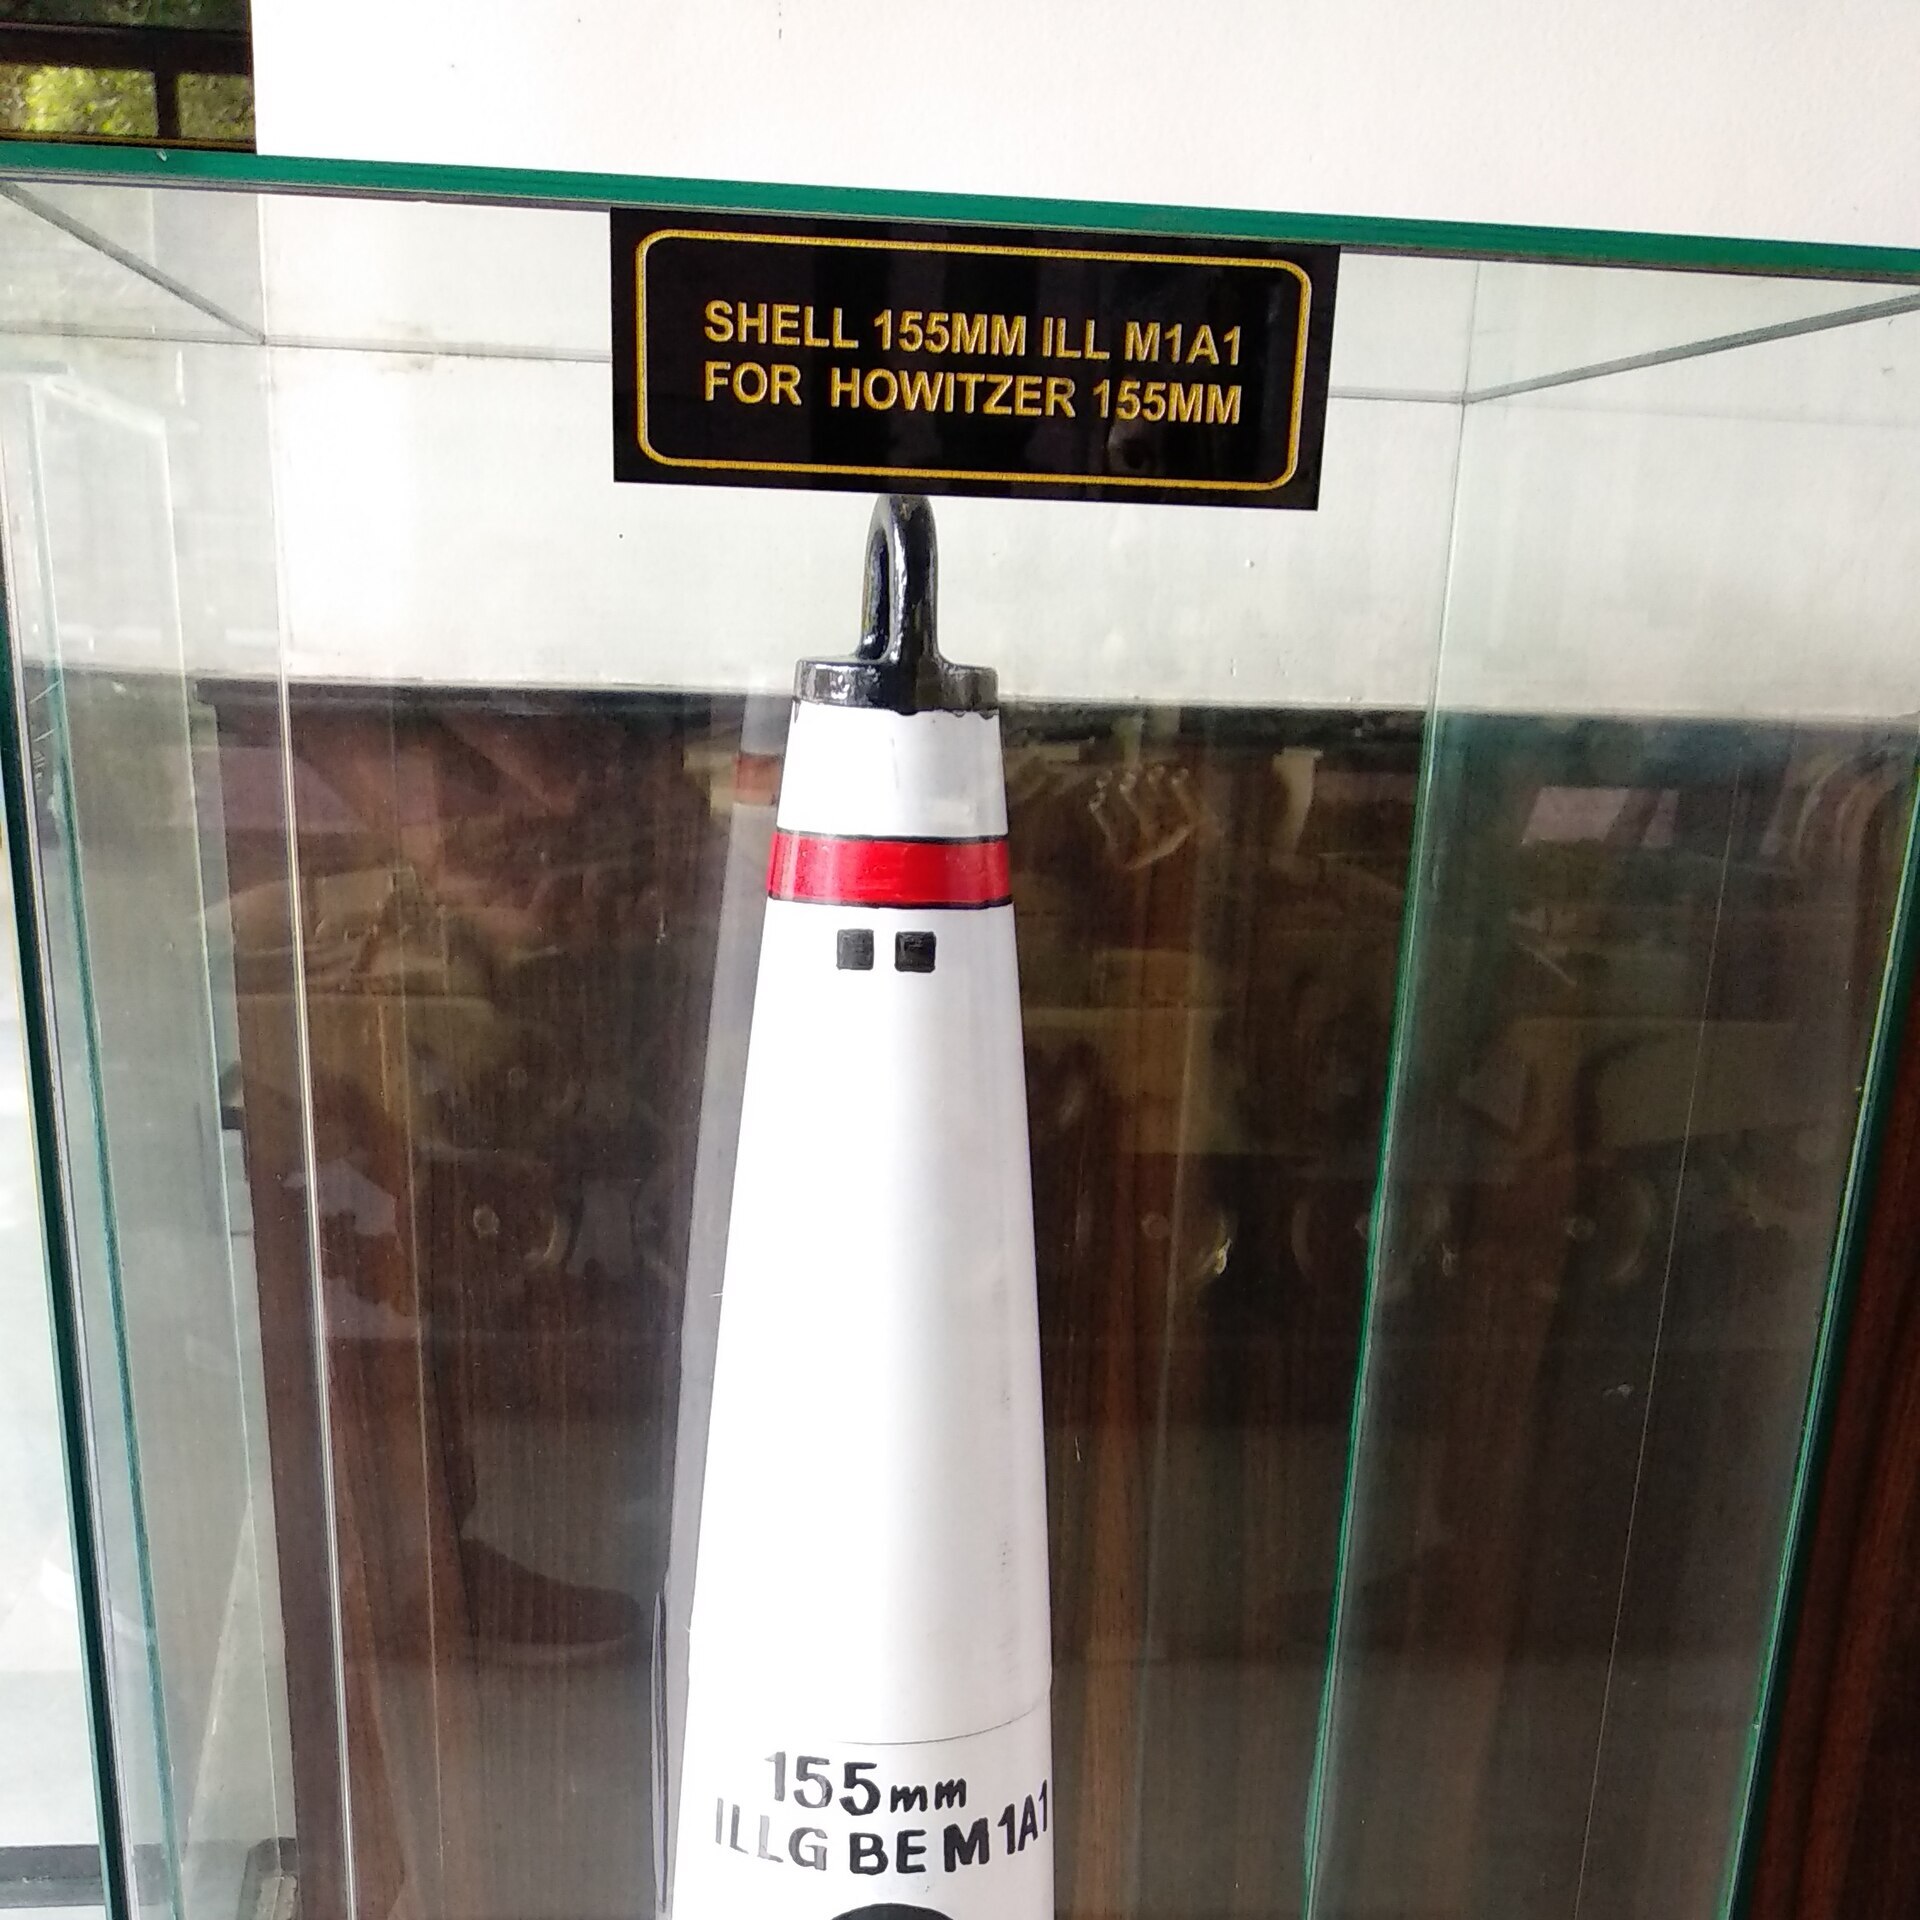 SHELL 155MM ILL M1A1
FOR HOWITZER 155MM
155mm
ILLG BE M1A1